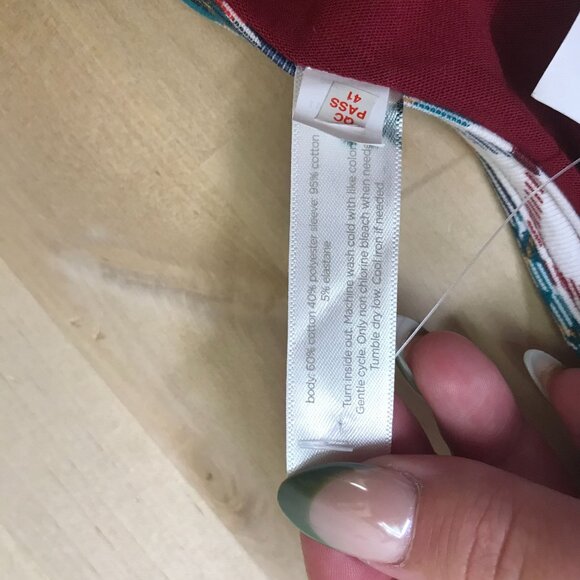 QC
PASS
41
body: 60% cotton 40% polyester sleeve: 95% cotton
5% elastane
Turn inside out. Machine wash cold with like colors
Gentle cycle. Only non chlorine bleach when needed
Tumble dry low. Cool iron if needed.